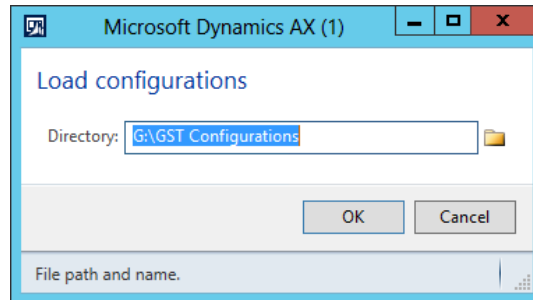 Microsoft Dynamics AX (1)
Load configurations
Directory: G:\GST Configurations
OK Cancel
File path and name.